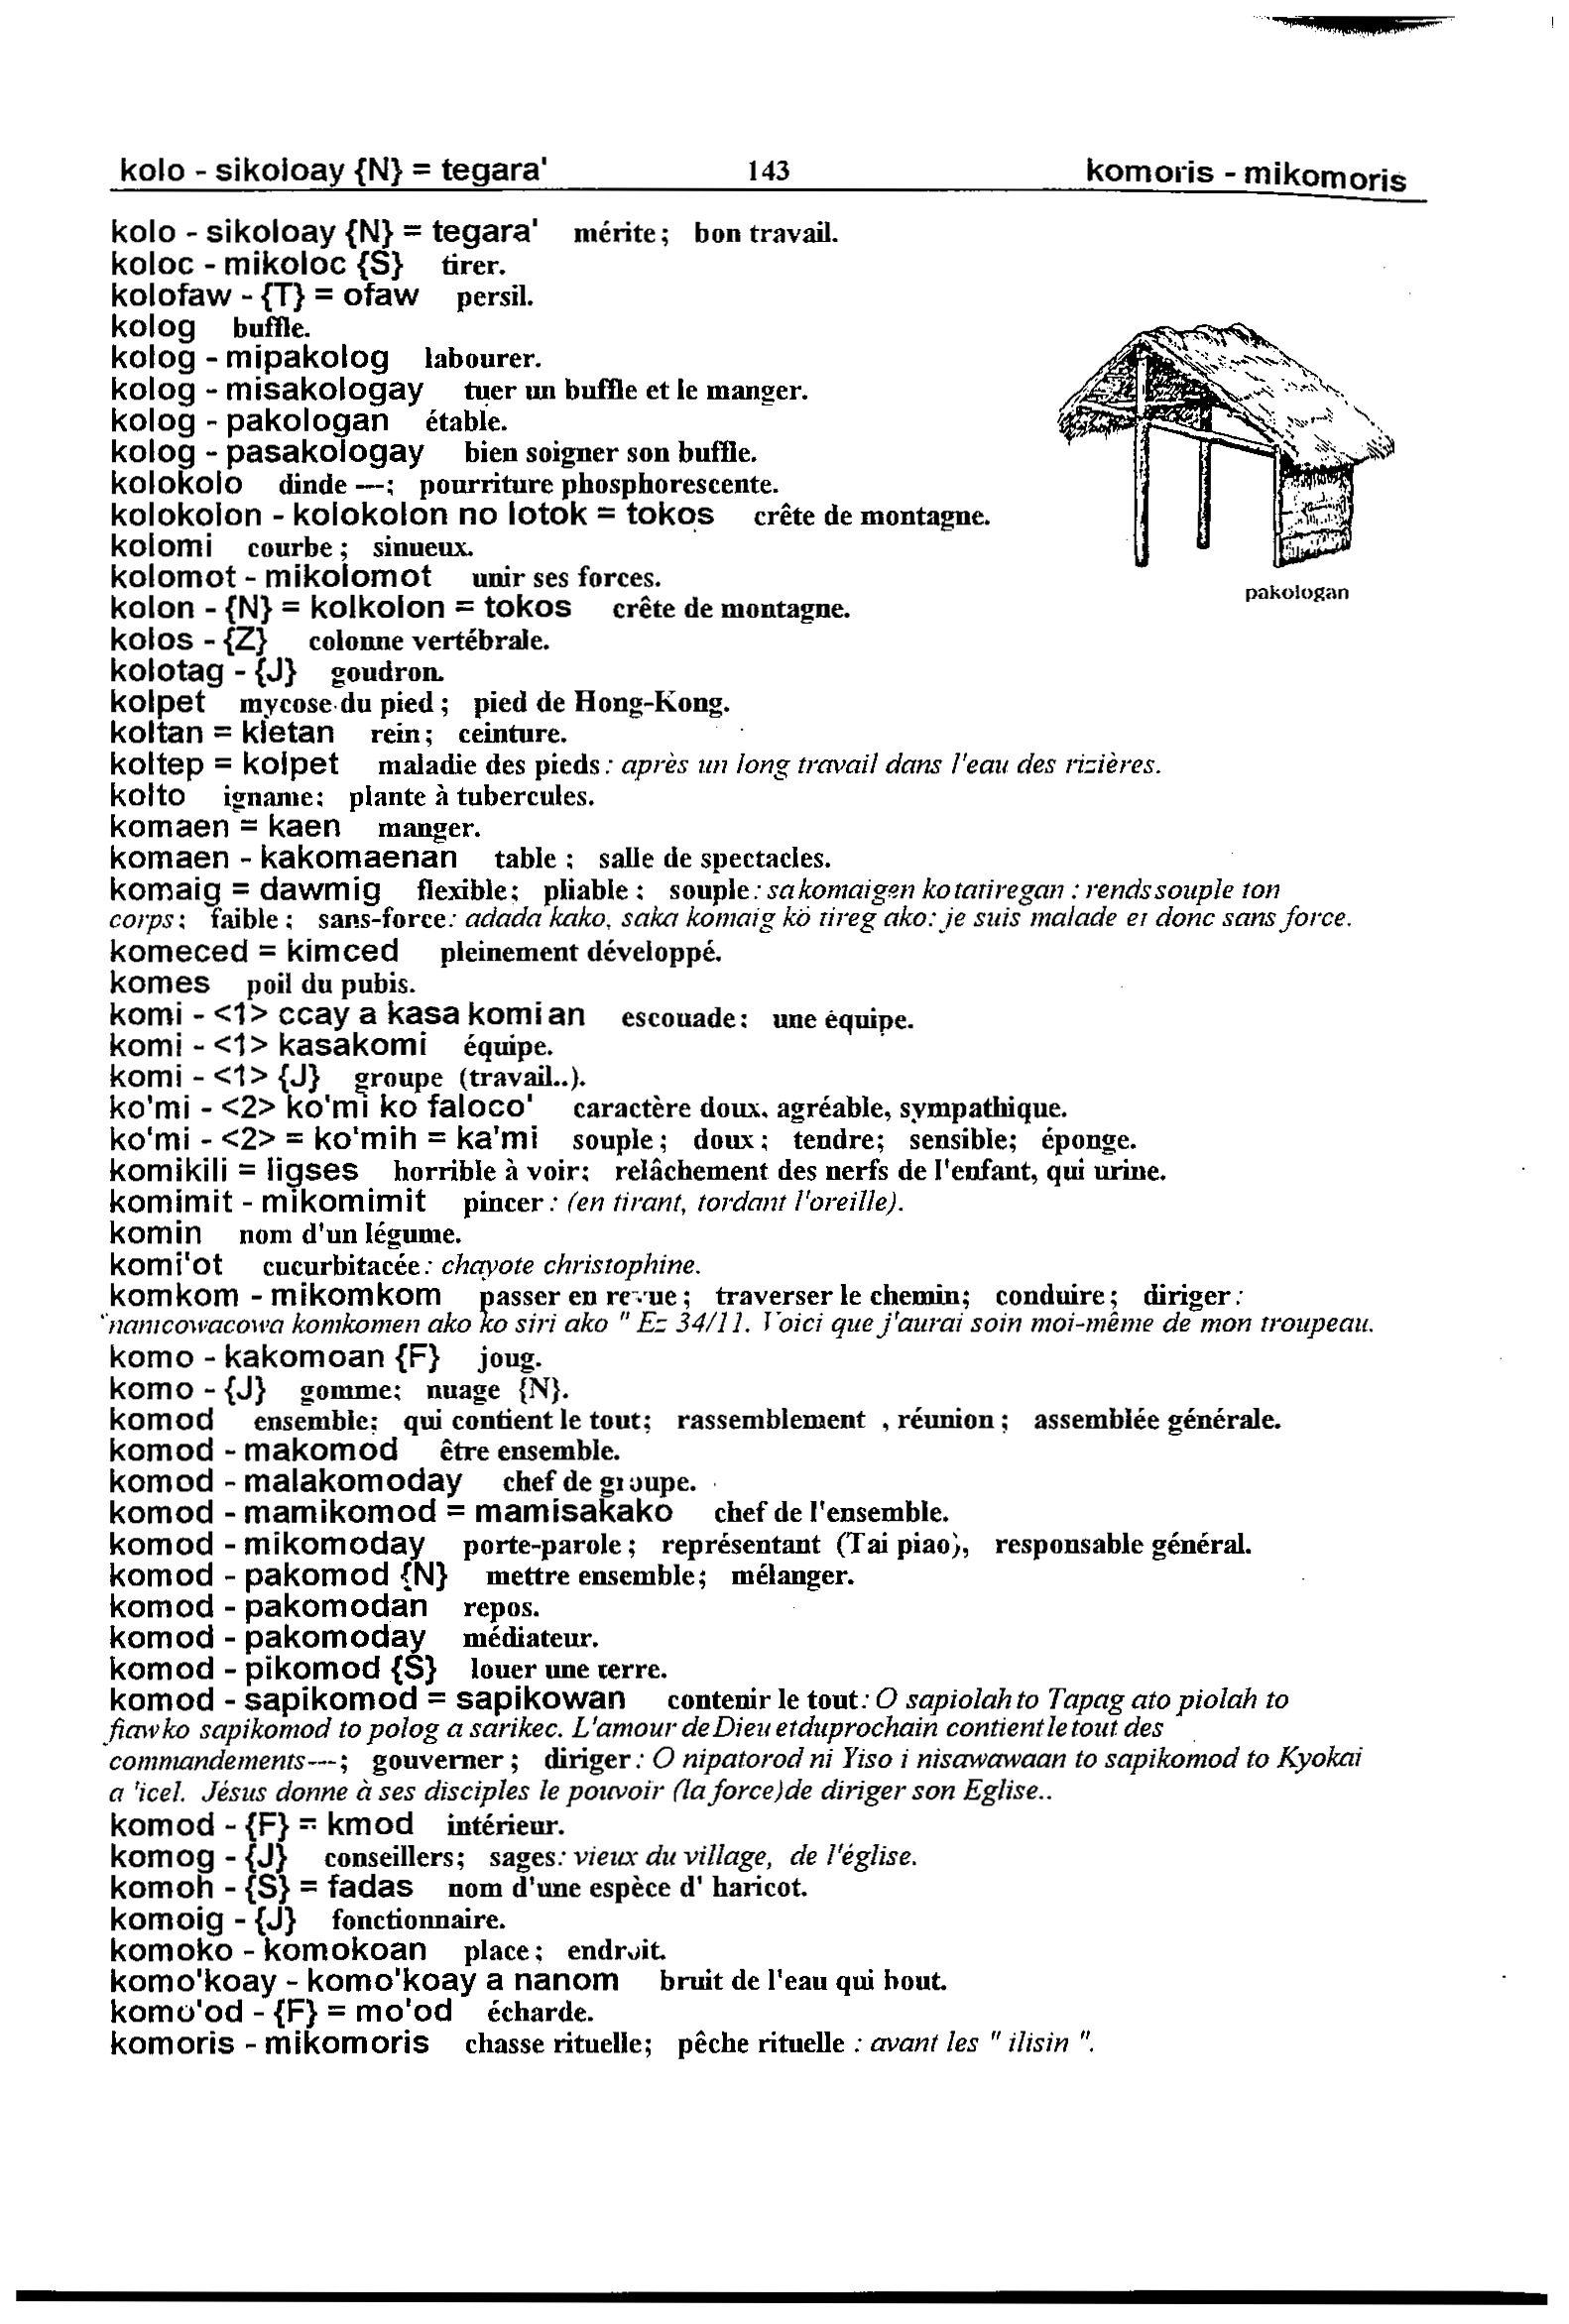 kolo - sikoloay {N} = tegara' 143 komoris - mikomoris
kolo - sikoloay {N} = tegara' mérite; bon travail.
koloc - mikoloc {S} tirer.
kolofaw - {T} = ofaw persil.
kolog buffle.
kolog - mipakolog labourer.
kolog - misakologay tuer un buffle et le manger.
kolog - pakologan étable.
kolog - pasakologay bien soigner son buffle.
kolokolo dinde —; pourriture phosphorescente.
kolokolon - kolokolon no lotok = tokos crête de montagne.
kolomi courbe; sinueux.
kolomot - mikolomot unir ses forces.
pakologan
kolon - {N} = kolkolon = tokos crête de montagne.
kolos - {Z} colonne vertébrale.
kolotag - {J} goudron.
kolpet mycose du pied; pied de Hong-Kong.
koltan = kletan rein; ceinture.
koltep = kolpet maladie des pieds: après un long travail dans l'eau des rizières.
kolto igname; plante à tubercules.
komaen = kaen manger.
komaen - kakomaenan table; salle de spectacles.
komaig = dawmig flexible; pliable; souple: sa komaigen ko tatiregan : rends souple ton
corps; faible; sans-force: adada kako, saka komaig ko tireg ako: je suis malade et donc sans force.
komeced = kimced pleinement développé.
komes poil du pubis.
komi - <1> ccay a kasa komian escouade; une équipe.
komi - <1> kasakomi équipe.
komi - <1> {J} groupe (travail..).
ko'mi - <2> ko'mi ko faloco' caractère doux, agréable, sympathique.
ko'mi - <2> = ko'mih = ka'mi souple; doux; tendre; sensible; éponge.
komikili = ligses horrible à voir; relâchement des nerfs de l'enfant, qui urine.
komimit - mikomimit pincer: (en tirant, tordant l'oreille).
komin nom d'un légume.
komi'ot cucurbitacée: chayote christophine.
komkom - mikomkom passer en revue; traverser le chemin; conduire; diriger:
"namcowacowa komkomen ako ko siri ako " Ez 34/11. Voici que j'aurai soin moi-même de mon troupeau.
komo - kakomoan {F} joug.
komo - {J} gomme; nuage {N}.
komod ensemble; qui contient le tout; rassemblement , réunion; assemblée générale.
komod - makomod être ensemble.
komod - malakomoday chef de groupe.
komod - mamikomod = mamisakako chef de l'ensemble.
komod - mikomoday porte-parole; représentant (Tai piao), responsable général.
komod - pakomod {N} mettre ensemble; mélanger.
komod - pakomodan repos.
komod - pakomoday médiateur.
komod - pikomod {S} louer une terre.
komod - sapikomod = sapikowan contenir le tout: O sapiolah to Tapag ato piolah to
fiaw ko sapikomod to polog a sarikec. L'amour de Dieu et du prochain contient le tout des
commandements—; gouverner; diriger: O nipatorod ni Yiso i nisawawaan to sapikomod to Kyokai
a 'icel. Jésus donne à ses disciples le pouvoir (la force)de diriger son Eglise..
komod - {F} = kmod intérieur.
komog - {J} conseillers; sages: vieux du village, de l'église.
komoh - {S} = fadas nom d'une espèce d' haricot.
komoig - {J} fonctionnaire.
komoko - komokoan place; endroit.
komo'koay - komo'koay a nanom bruit de l'eau qui bout.
komo'od - {F} = mo'od écharde.
komoris - mikomoris chasse rituelle; pêche rituelle : avant les " ilisin ".